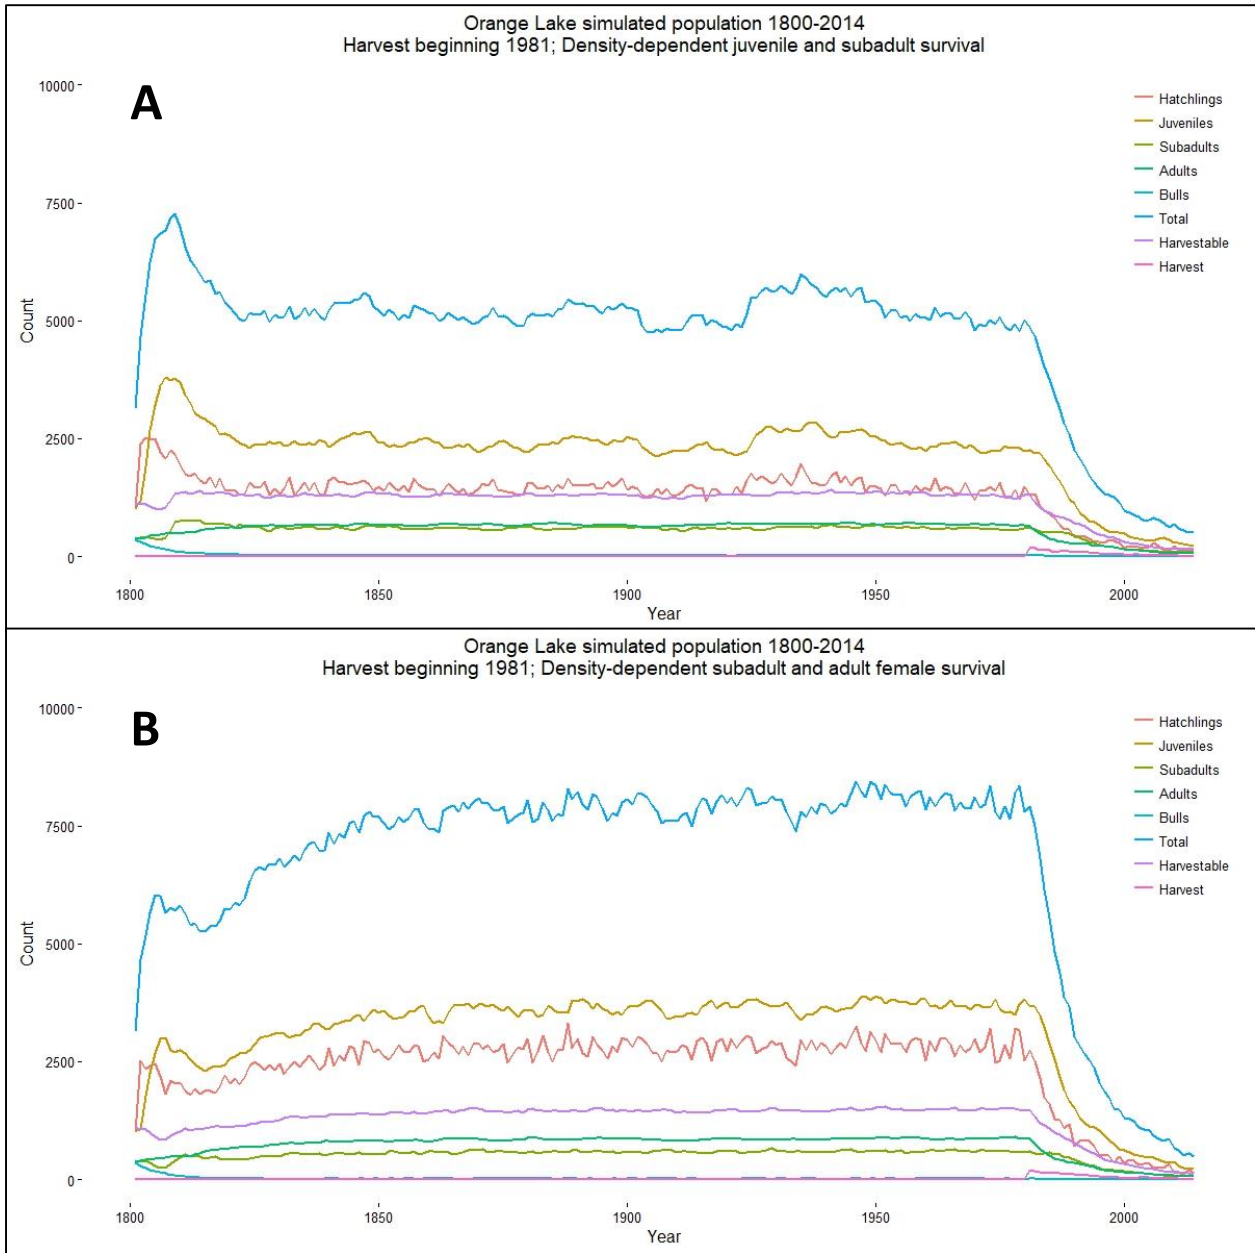 Orange Lake simulated population 1800-2014
Harvest beginning 1981; Density-dependent juvenile and subadult survival
A
10000
7500
5000
2500
0
Count
Hatchlings
Juveniles
Subadults
Adults
Bulls
Total
Harvestable
Harvest
1800 1850 1900 1950 2000
Year
Orange Lake simulated population 1800-2014
Harvest beginning 1981; Density-dependent subadult and adult female survival
B
10000
7500
5000
2500
0
Count
Hatchlings
Juveniles
Subadults
Adults
Bulls
Total
Harvestable
Harvest
1800 1850 1900 1950 2000
Year